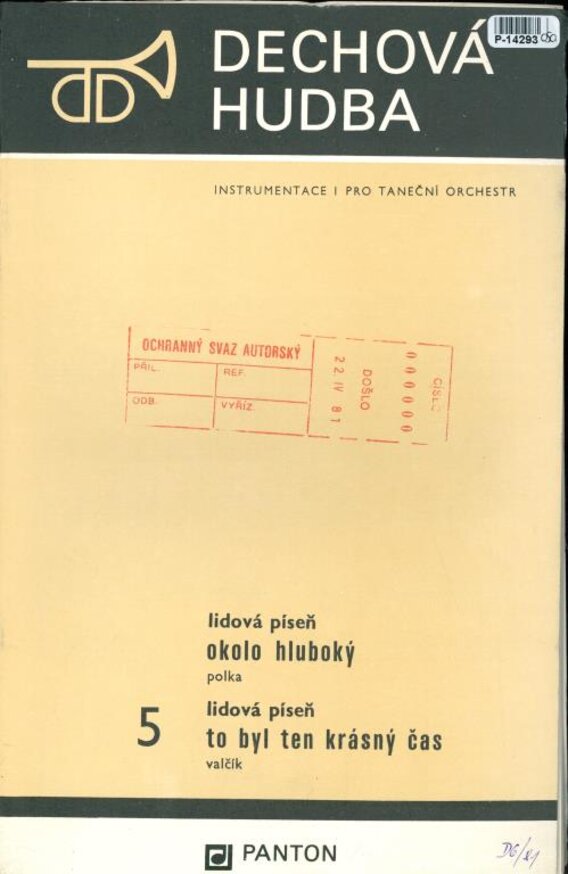 DECHOVÁ
HUDBA
P-14293
INSTRUMENTACE I PRO TANEČNÍ ORCHESTR
OCHRANNÝ SVAZ AUTORSKÝ
PŘÍL.
REF.
ODB.
VYŘÍZ.
22 IV 81
DOŠLO
000000
lidová píseň
okolo hluboký
polka
5
lidová píseň
to byl ten krásný čas
valčík
PANTON